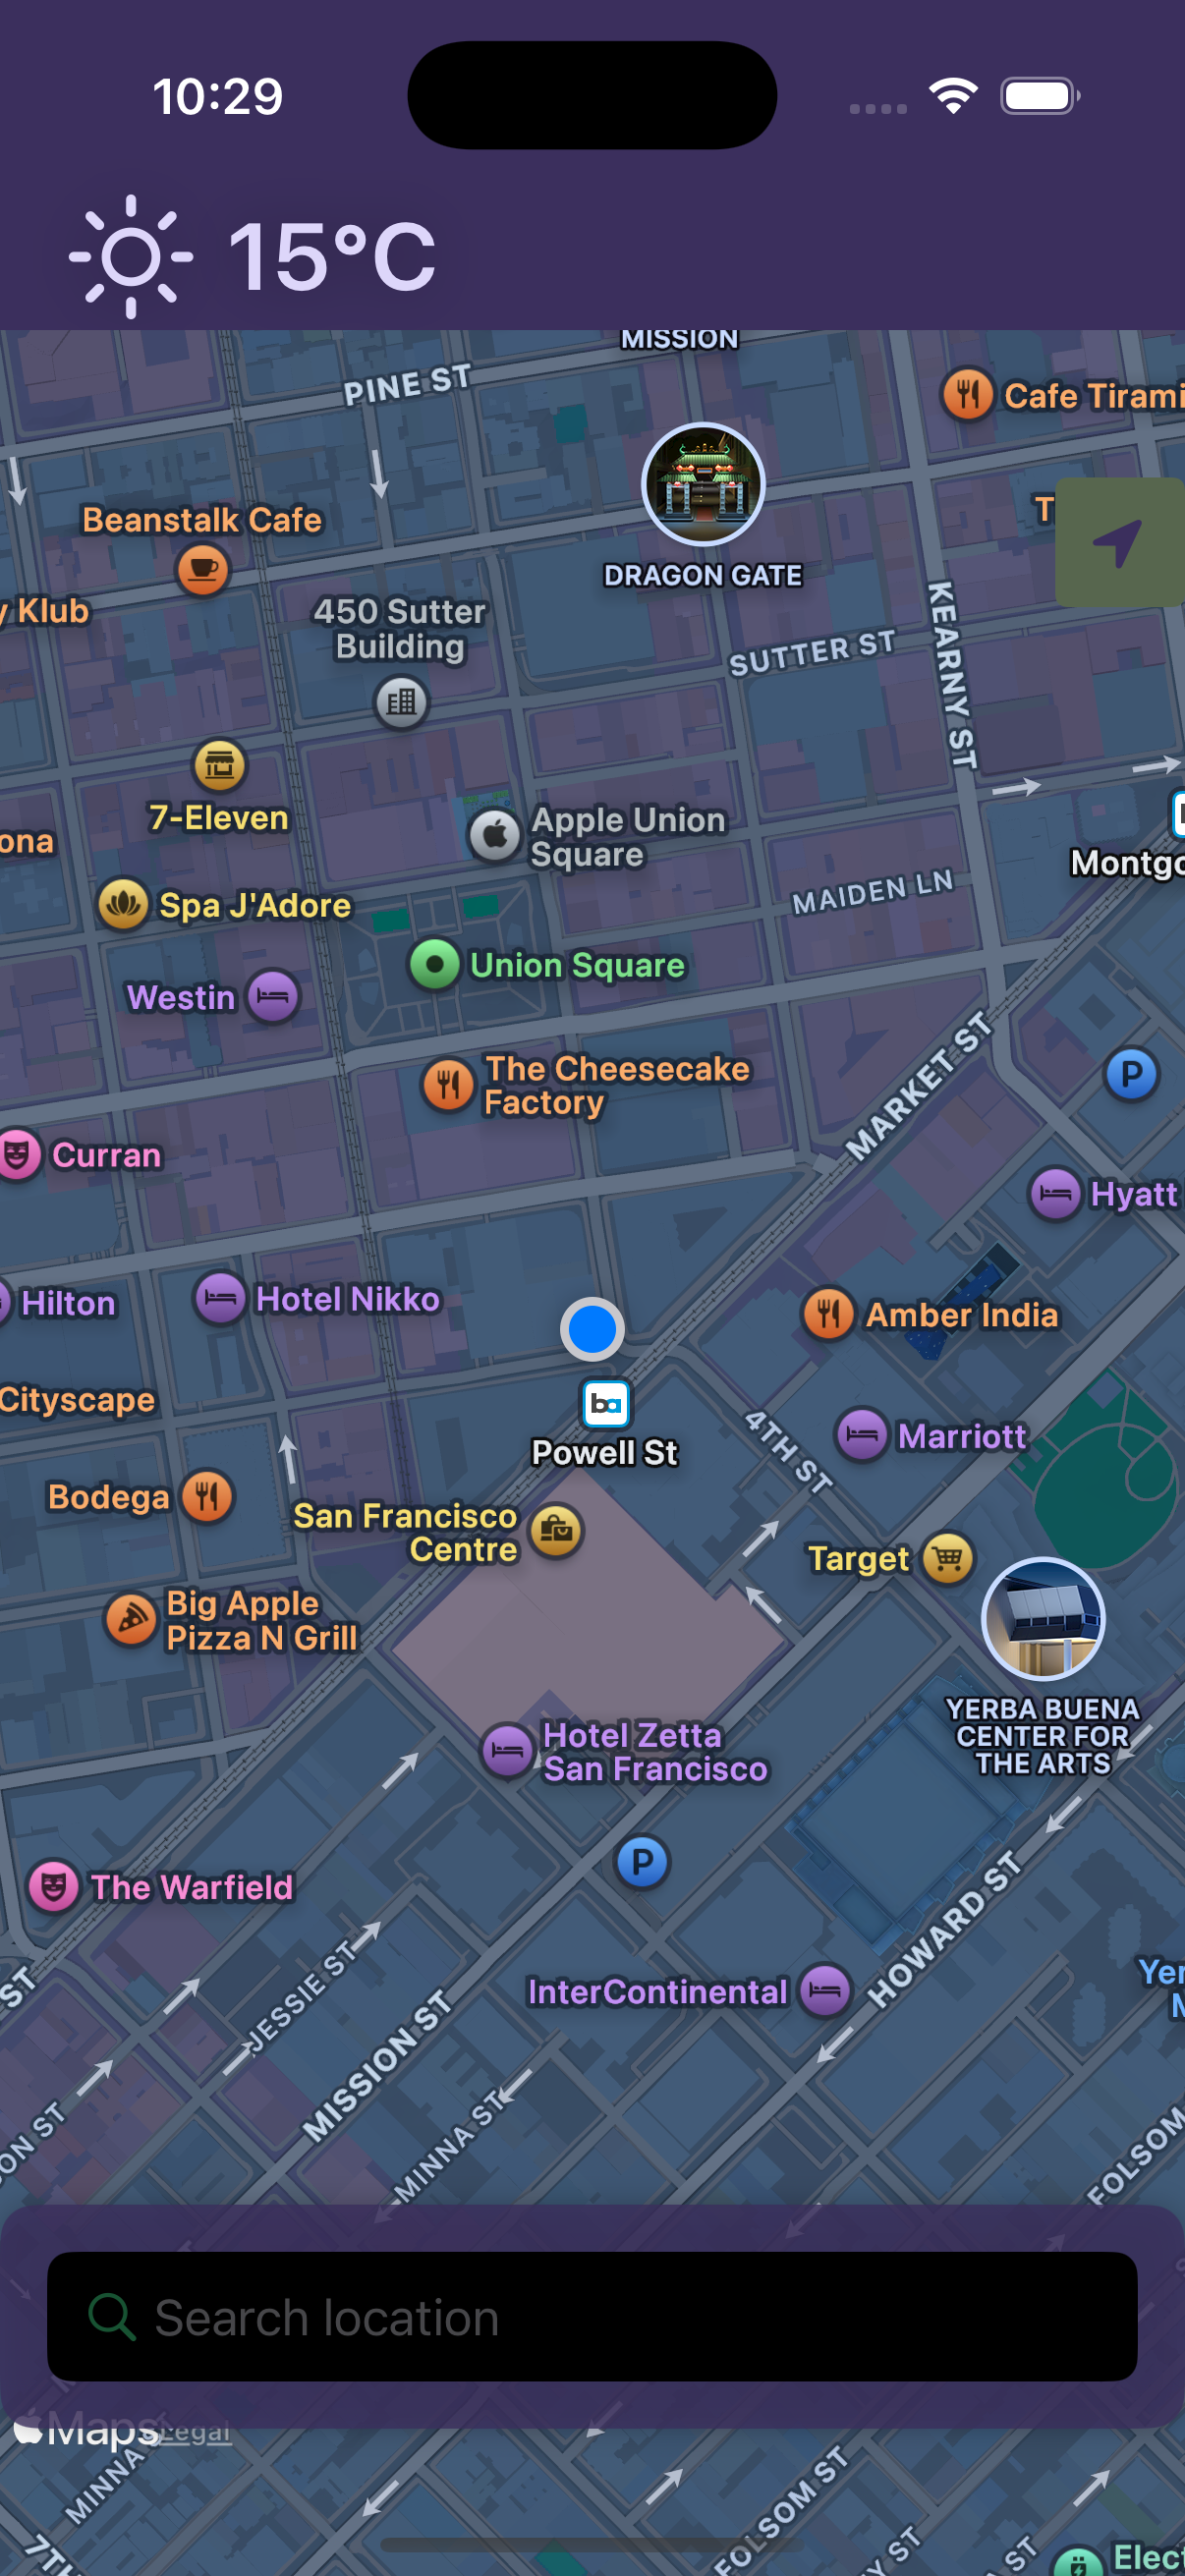 10:29
15°C
MISSION
PINE ST
Cafe Tirami
Beanstalk Cafe
DRAGON GATE
y Klub
450 Sutter
Building
SUTTER ST
KEARNY ST
7-Eleven
Apple Union
Square
ona
Montgo
MAIDEN LN
Spa J'Adore
Union Square
Westin
The Cheesecake
Factory
MARKET ST
P
Curran
Hyatt
Hilton
Hotel Nikko
Amber India
Cityscape
ba
Powell St
4TH ST
Marriott
Bodega
San Francisco
Centre
Target
Big Apple
Pizza N Grill
YERBA BUENA
CENTER FOR
THE ARTS
Hotel Zetta
San Francisco
P
The Warfield
HOWARD ST
InterContinental
Yer
M
ST
JESSIE ST
MISSION ST
MINNA ST
ON ST
FOLSOM
Search location
Maps
Legal
MINNA
FOLSOM ST
7TH
Y ST
A ST
Elect